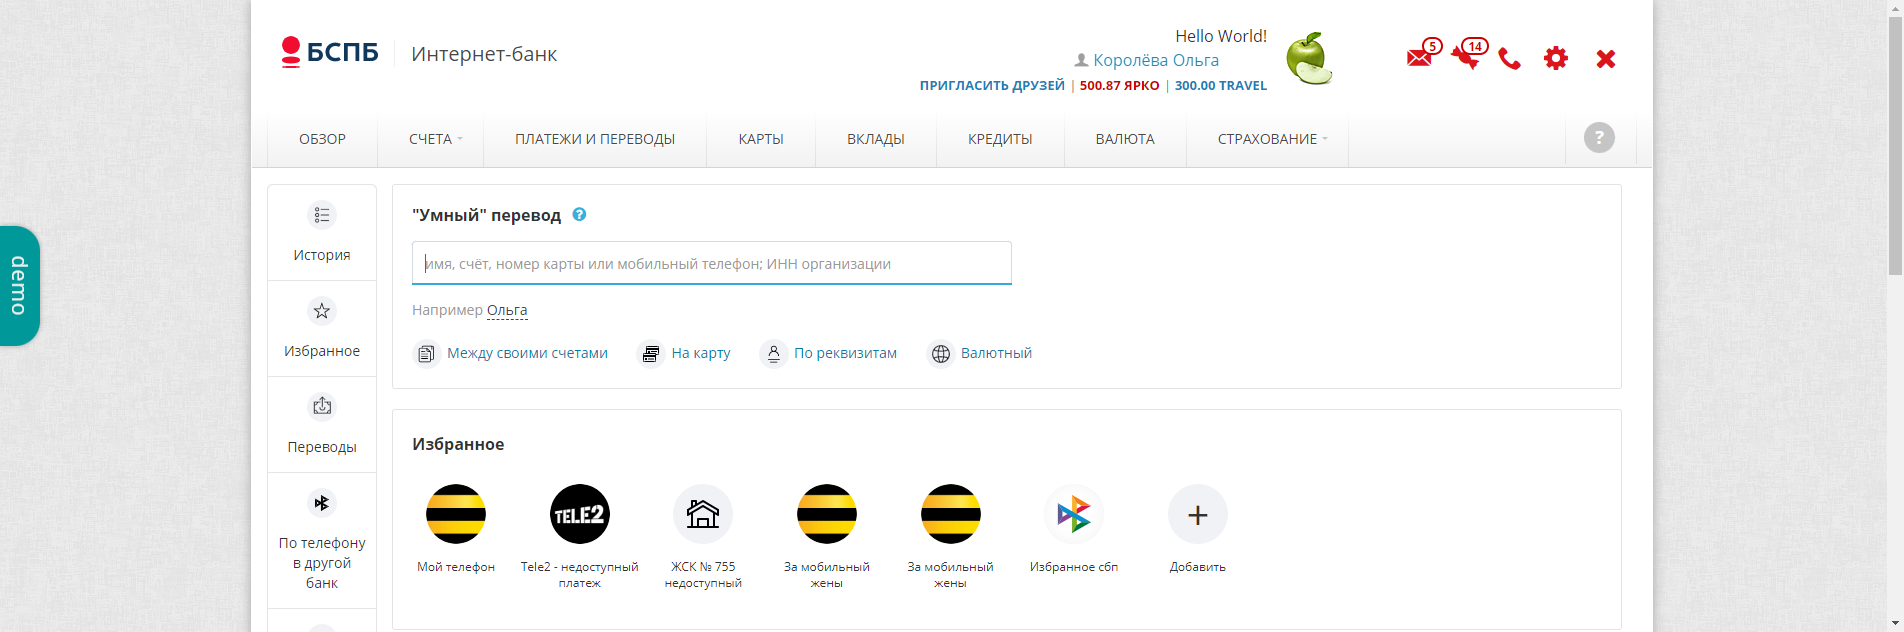 БСПБ
Интернет-банк
Hello World!
Королёва Ольга
ПРИГЛАСИТЬ ДРУЗЕЙ | 500.87 ЯРКО | 300.00 TRAVEL
5
14
ОБЗОР
СЧЕТА
ПЛАТЕЖИ И ПЕРЕВОДЫ
КАРТЫ
ВКЛАДЫ
КРЕДИТЫ
ВАЛЮТА
СТРАХОВАНИЕ
?
demo
История
Избранное
Переводы
По телефону
в другой
банк
"Умный" перевод ?
имя, счёт, номер карты или мобильный телефон; ИНН организации
Например Ольга
Между своими счетами
На карту
По реквизитам
Валютный
Избранное
Мой телефон
TELE2
Tele2 - недоступный
платеж
ЖСК № 755
недоступный
За мобильный
жены
За мобильный
жены
Избранное сбп
Добавить